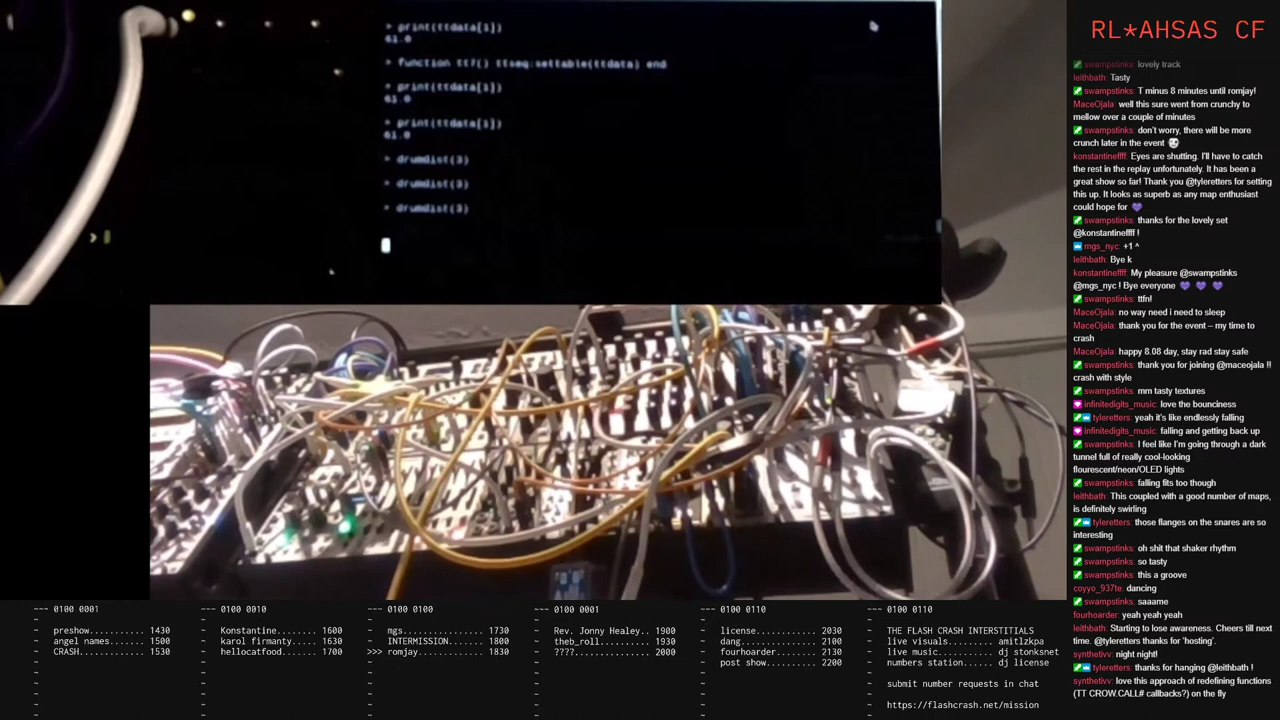 > print(ttdata[1])
61.0
> function tt7() ttseq:settable(ttdata) end
> print(ttdata[1])
61.0
> print(ttdata[1])
61.0
> drumdist(3)
> drumdist(3)
> drumdist(3)
RL*AHSAS CF
swampstinks: lovely track
leithbath: Tasty
swampstinks: T minus 8 minutes until romjay!
MaceOjala: well this sure went from crunchy to
mellow over a couple of minutes
swampstinks: don't worry, there will be more
crunch later in the event
konstantineffff: Eyes are shutting. I'll have to catch
the rest in the replay unfortunately. It has been a
great show so far! Thank you @tyleretters for setting
this up. It looks as superb as any map enthusiast
could hope for 💜
swampstinks: thanks for the lovely set
@konstantineffff !
mgs_nyc: +1 ^
leithbath: Bye k
konstantineffff: My pleasure @swampstinks
@mgs_nyc ! Bye everyone 💜 💜 💜
swampstinks: ttfn!
MaceOjala: no way need i need to sleep
MaceOjala: thank you for the event – my time to
crash
MaceOjala: happy 8.08 day, stay rad stay safe
swampstinks: thank you for joining @maceojala !!
crash with style
swampstinks: mm tasty textures
infinitedigits_music: love the bounciness
tyleretters: yeah it's like endlessly falling
infinitedigits_music: falling and getting back up
swampstinks: I feel like I'm going through a dark
tunnel full of really cool-looking
flourescent/neon/OLED lights
swampstinks: falling fits too though
leithbath: This coupled with a good number of maps,
is definitely swirling
tyleretters: those flanges on the snares are so
interesting
swampstinks: oh shit that shaker rhythm
swampstinks: so tasty
swampstinks: this a groove
coyyo_937te: dancing
swampstinks: saaame
fourhoarder: yeah yeah yeah
leithbath: Starting to lose awareness. Cheers till next
time. @tyleretters thanks for 'hosting'.
synthetivv: night night!
tyleretters: thanks for hanging @leithbath !
synthetivv: love this approach of redefining functions
(TT CROW.CALL# callbacks?) on the fly
~~~ 0100 0001
~
~ preshow.......... 1430
~ angel names...... 1500
~ CRASH............ 1530
~~~ 0100 0010
~
~ Konstantine...... 1600
~ karol firmanty... 1630
~ hellocatfood..... 1700
~~~ 0100 0100
~
~ mgs.............. 1730
~ INTERMISSION..... 1800
>>> romjay........... 1830
~~~ 0100 0001
~
~ Rev. Jonny Healey.. 1900
~ theb_roll........ 1930
~ ????............. 2000
~~~ 0100 0110
~
~ license.......... 2030
~ dang............. 2100
~ fourhoarder...... 2130
~ post show........ 2200
~~~ 0100 0110
~
~ THE FLASH CRASH INTERSTITIALS
~ live visuals..... amitlzkpa
~ live music....... dj stonksnet
~ numbers station...... dj license
~
~ submit number requests in chat
~
~ https://flashcrash.net/mission